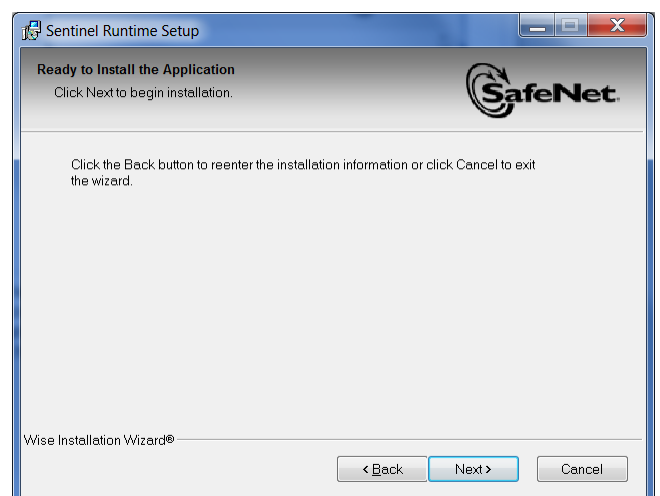 Sentinel Runtime Setup
Ready to Install the Application
Click Next to begin installation.
SafeNet.
Click the Back button to reenter the installation information or click Cancel to exit
the wizard.
Wise Installation Wizard®
< Back
Next >
Cancel